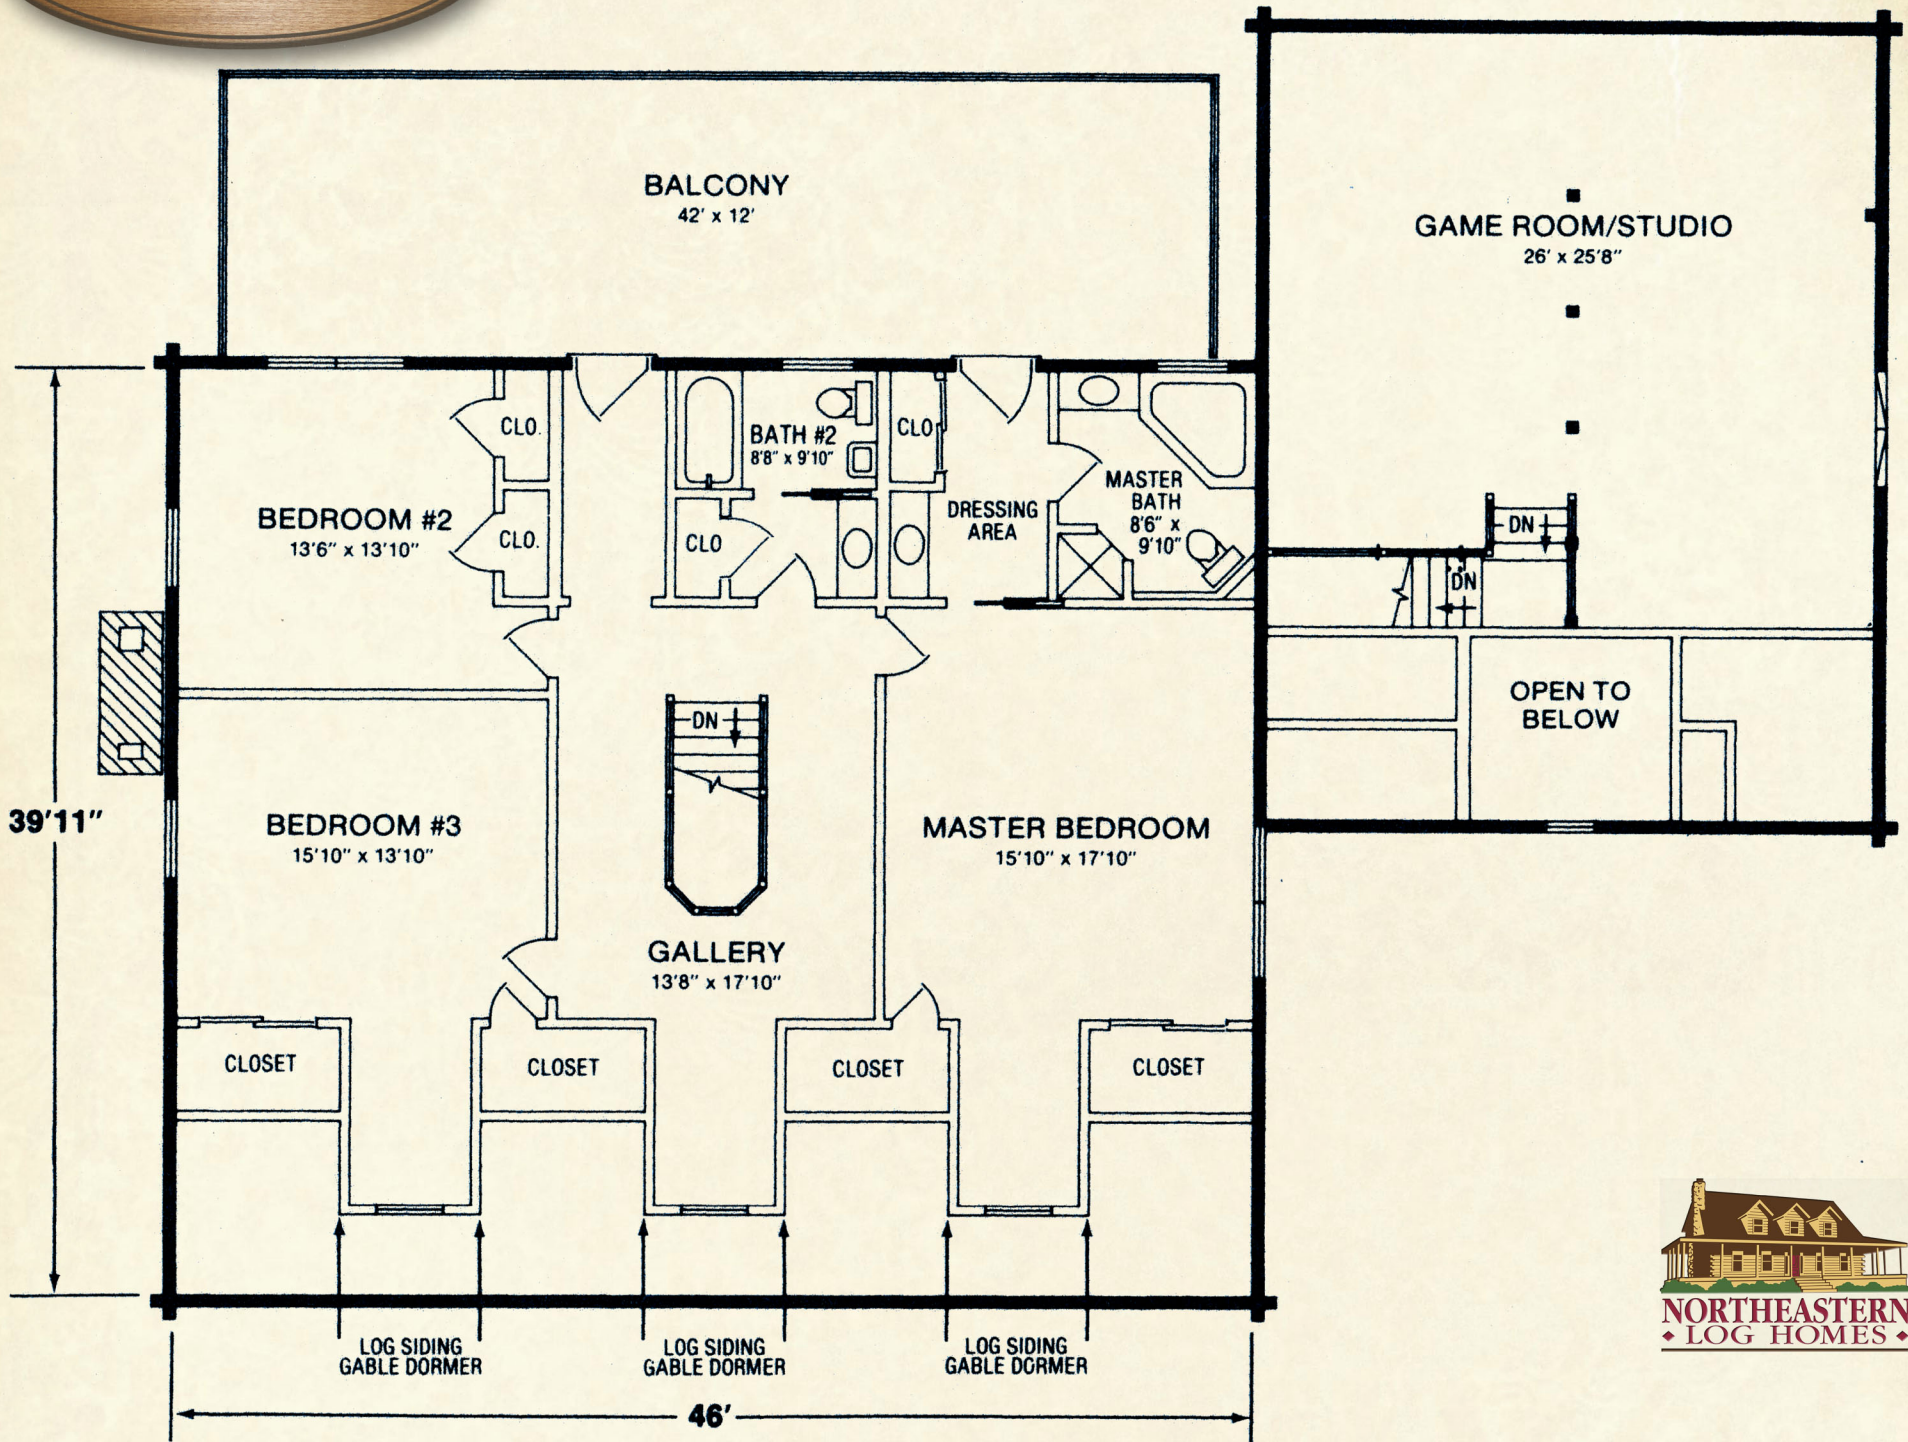 BALCONY
42' x 12'
GAME ROOM/STUDIO
26' x 25'8"
CLO.
BATH #2
8'8" x 9'10"
CLO
MASTER
BATH
8'6" x
9'10"
DRESSING
AREA
BEDROOM #2
13'6" x 13'10"
CLO.
CLO
DN
DN
OPEN TO
BELOW
DN
39'11"
BEDROOM #3
15'10" x 13'10"
MASTER BEDROOM
15'10" x 17'10"
GALLERY
13'8" x 17'10"
CLOSET
CLOSET
CLOSET
CLOSET
LOG SIDING
GABLE DORMER
LOG SIDING
GABLE DORMER
LOG SIDING
GABLE DORMER
46'
NORTHEASTERN
LOG HOMES